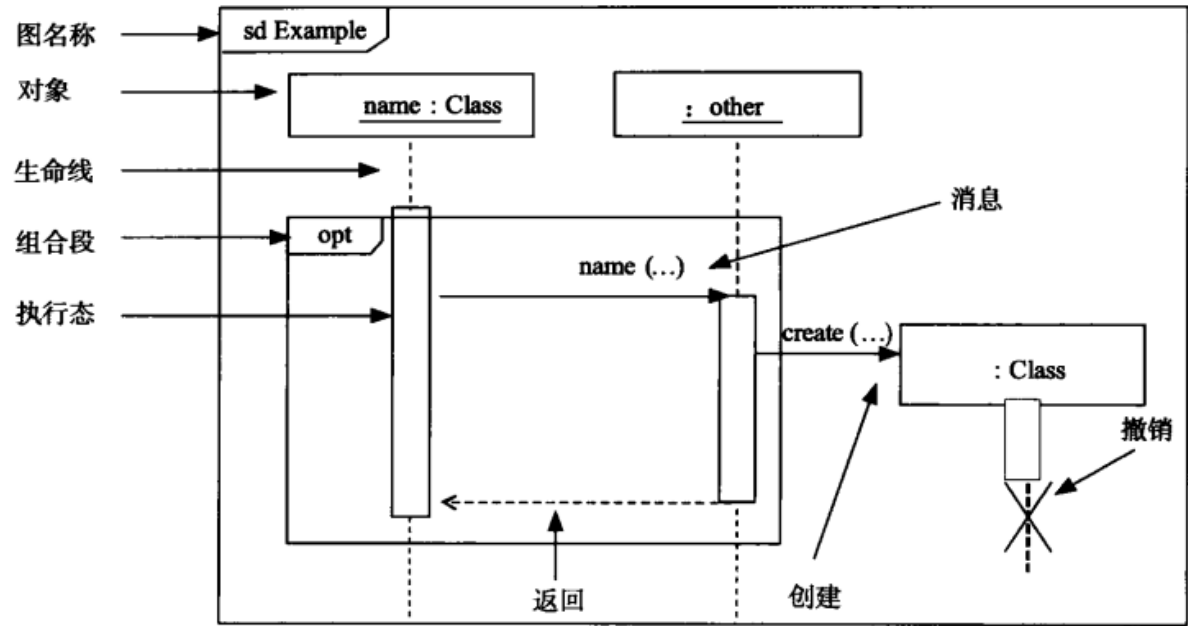 图名称
sd Example
对象
name : Class
: other
生命线
消息
组合段
opt
name (…)
执行态
create (…)
: Class
撤销
返回
创建